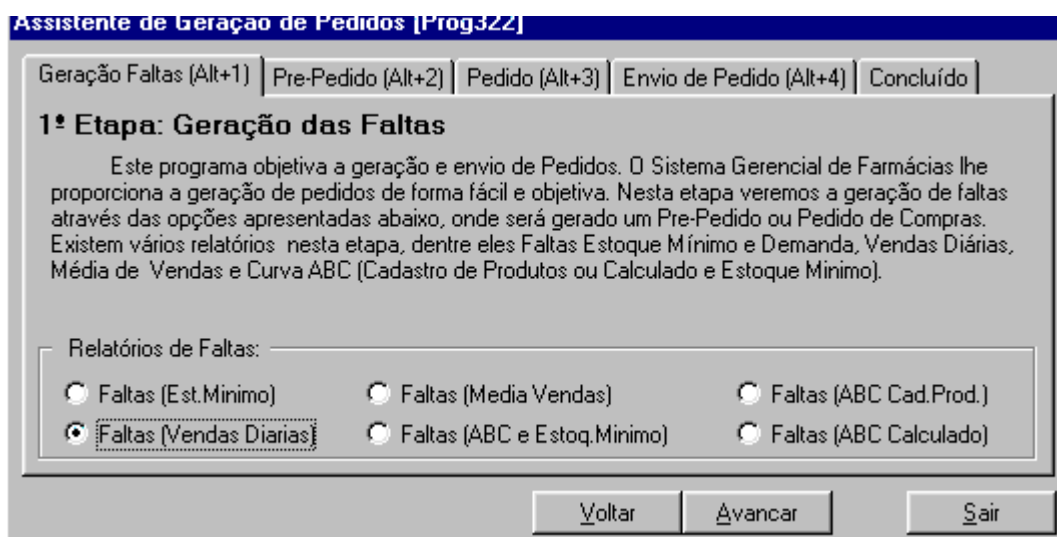 Assistente de Geração de Pedidos [Prog322]
Geração Faltas (Alt+1) Pre-Pedido (Alt+2) Pedido (Alt+3) Envio de Pedido (Alt+4) Concluído
1ª Etapa: Geração das Faltas
Este programa objetiva a geração e envio de Pedidos. O Sistema Gerencial de Farmácias lhe
proporciona a geração de pedidos de forma fácil e objetiva. Nesta etapa veremos a geração de faltas
através das opções apresentadas abaixo, onde será gerado um Pre-Pedido ou Pedido de Compras.
Existem vários relatórios nesta etapa, dentre eles Faltas Estoque Mínimo e Demanda, Vendas Diárias,
Média de Vendas e Curva ABC (Cadastro de Produtos ou Calculado e Estoque Minimo).
Relatórios de Faltas:
Faltas (Est.Minimo) Faltas (Media Vendas) Faltas (ABC Cad.Prod.)
Faltas (Vendas Diarias) Faltas (ABC e Estoq.Minimo) Faltas (ABC Calculado)
Voltar Avancar Sair